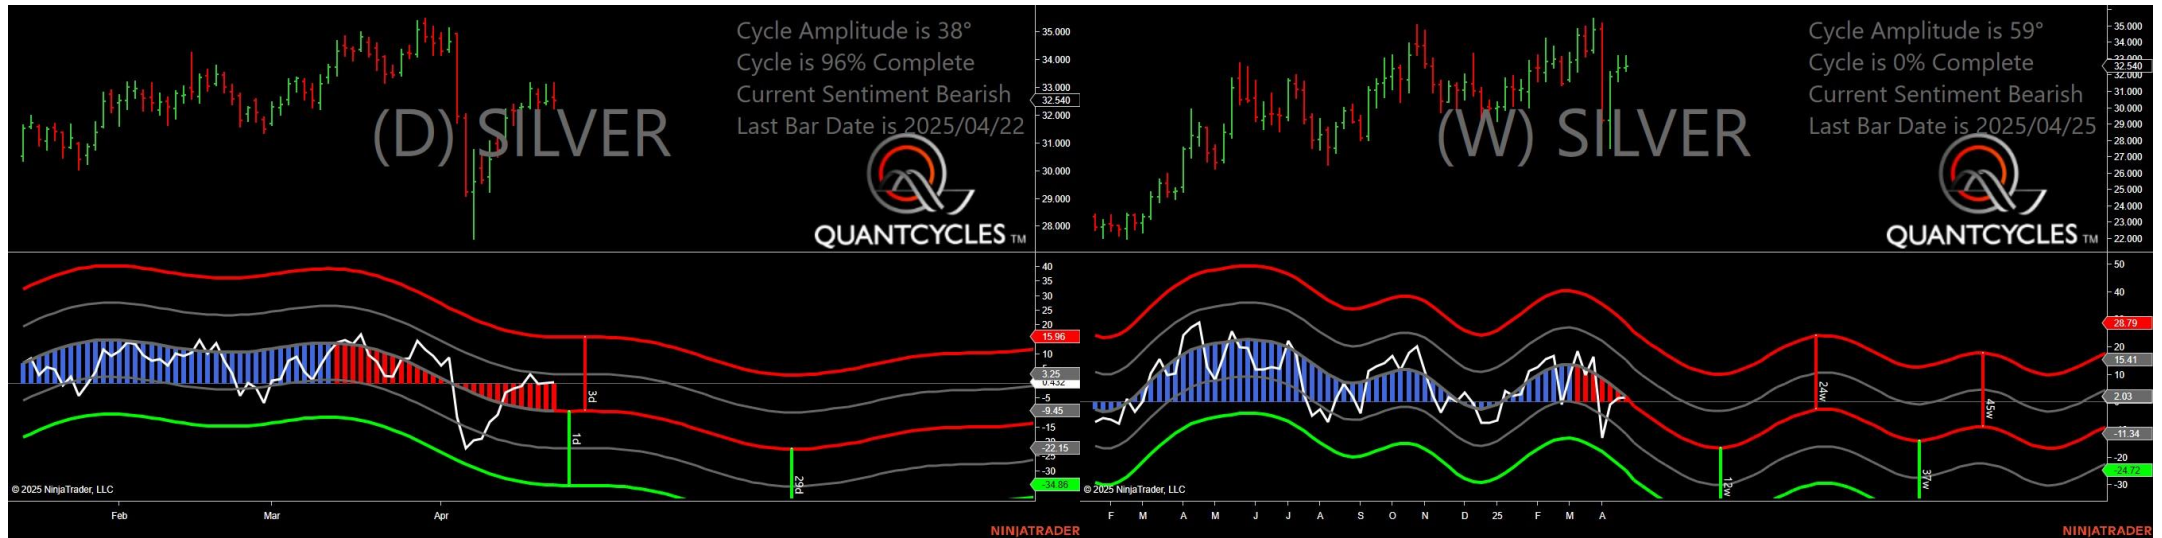 Cycle Amplitude is 38°
Cycle is 96% Complete
Current Sentiment Bearish
Last Bar Date is 2025/04/22
(D) SILVER
QUANTCYCLES TM
35.000
34.000
33.000
32.540
32.000
31.000
30.000
29.000
28.000
40
35
30
25
20
15.96
10
3.25
0.432
-5
-9.45
-15
-22.15
-25
-30
-34.86
3d
1d
29d
© 2025 NinjaTrader, LLC
Feb Mar Apr
NINJATRADER
Cycle Amplitude is 59°
Cycle is 0% Complete
Current Sentiment Bearish
Last Bar Date is 2025/04/25
(W) SILVER
QUANTCYCLES TM
35.000
34.000
33.000
32.540
32.000
31.000
30.000
29.000
28.000
27.000
26.000
25.000
24.000
23.000
22.000
50
40
28.79
20
15.41
10
2.03
-11.34
-20
-24.72
-30
24w
45w
12w
37w
© 2025 NinjaTrader, LLC
F M A M J J A S O N D 25 F M A
NINJATRADER